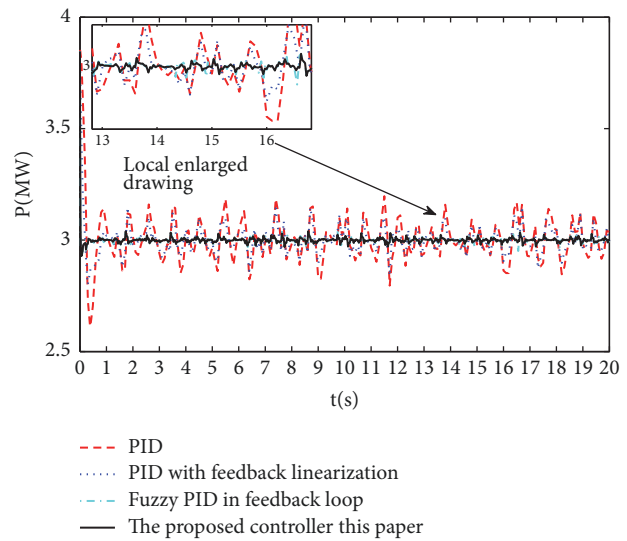 4
3.5
3
2.5
P(MW)
3
13 14 15 16
Local enlarged
drawing
0 1 2 3 4 5 6 7 8 9 10 11 12 13 14 15 16 17 18 19 20
t(s)
PID
PID with feedback linearization
Fuzzy PID in feedback loop
The proposed controller this paper